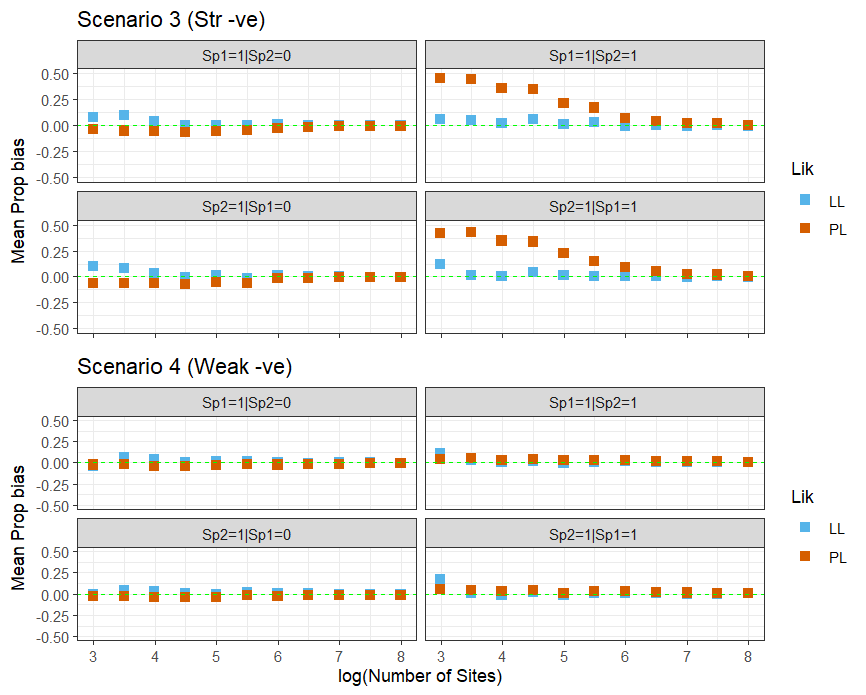 Scenario 3 (Str -ve)
Sp1=1|Sp2=0
Sp1=1|Sp2=1
0.50
0.25
0.00
-0.25
-0.50
Sp2=1|Sp1=0
Sp2=1|Sp1=1
0.50
0.25
0.00
-0.25
-0.50
Mean Prop bias
Lik
LL
PL
Scenario 4 (Weak -ve)
Sp1=1|Sp2=0
Sp1=1|Sp2=1
0.50
0.25
0.00
-0.25
-0.50
Sp2=1|Sp1=0
Sp2=1|Sp1=1
0.50
0.25
0.00
-0.25
-0.50
Mean Prop bias
3 4 5 6 7 8 3 4 5 6 7 8
log(Number of Sites)
Lik
LL
PL